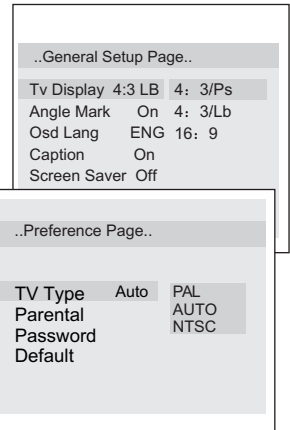 ..General Setup Page..
Tv Display 4:3 LB 4：3/Ps
Angle Mark On 4：3/Lb
Osd Lang ENG 16：9
Caption On
Screen Saver Off
..Preference Page..
TV Type Auto PAL
Parental AUTO
Password NTSC
Default